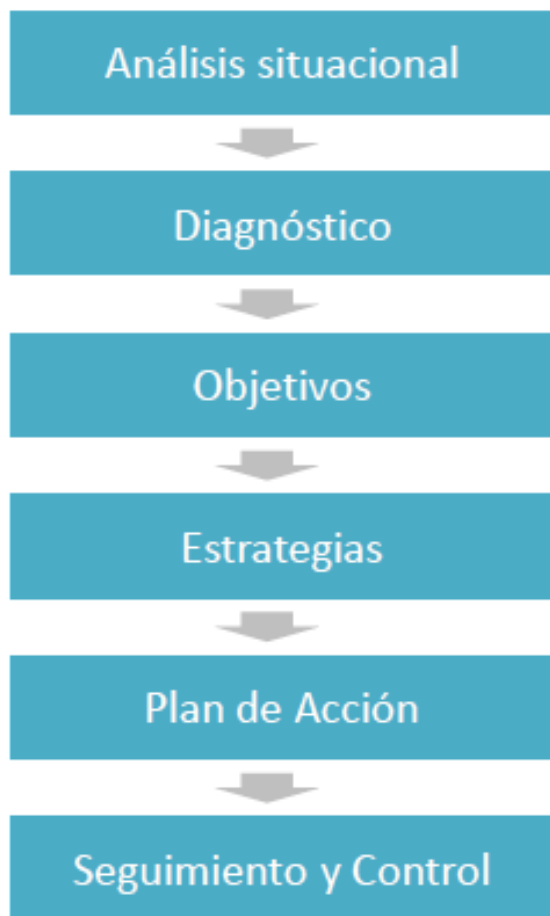 Análisis situacional
Diagnóstico
Objetivos
Estrategias
Plan de Acción
Seguimiento y Control